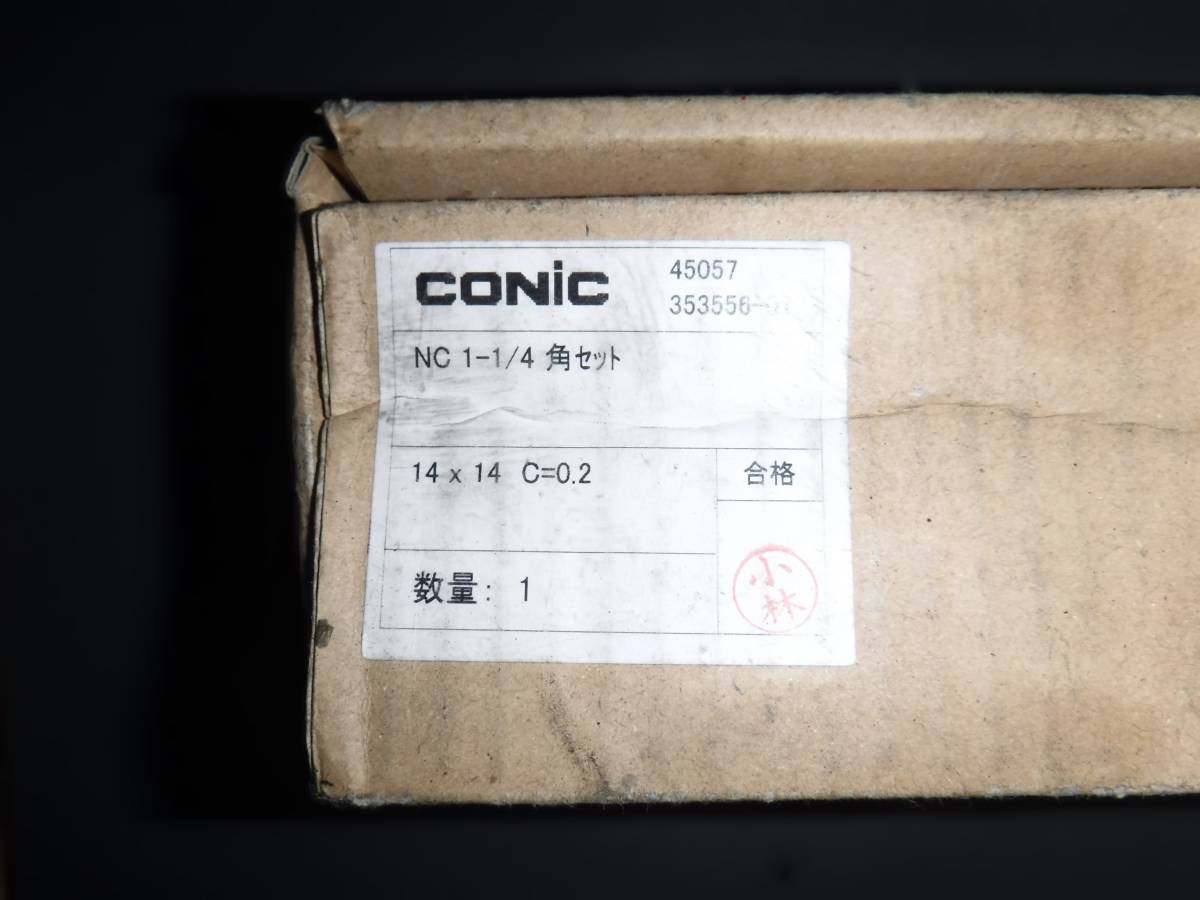 CONiC
45057
353556-01
NC 1-1/4 角セット
14 x 14 C=0.2
合格
数量: 1
小林